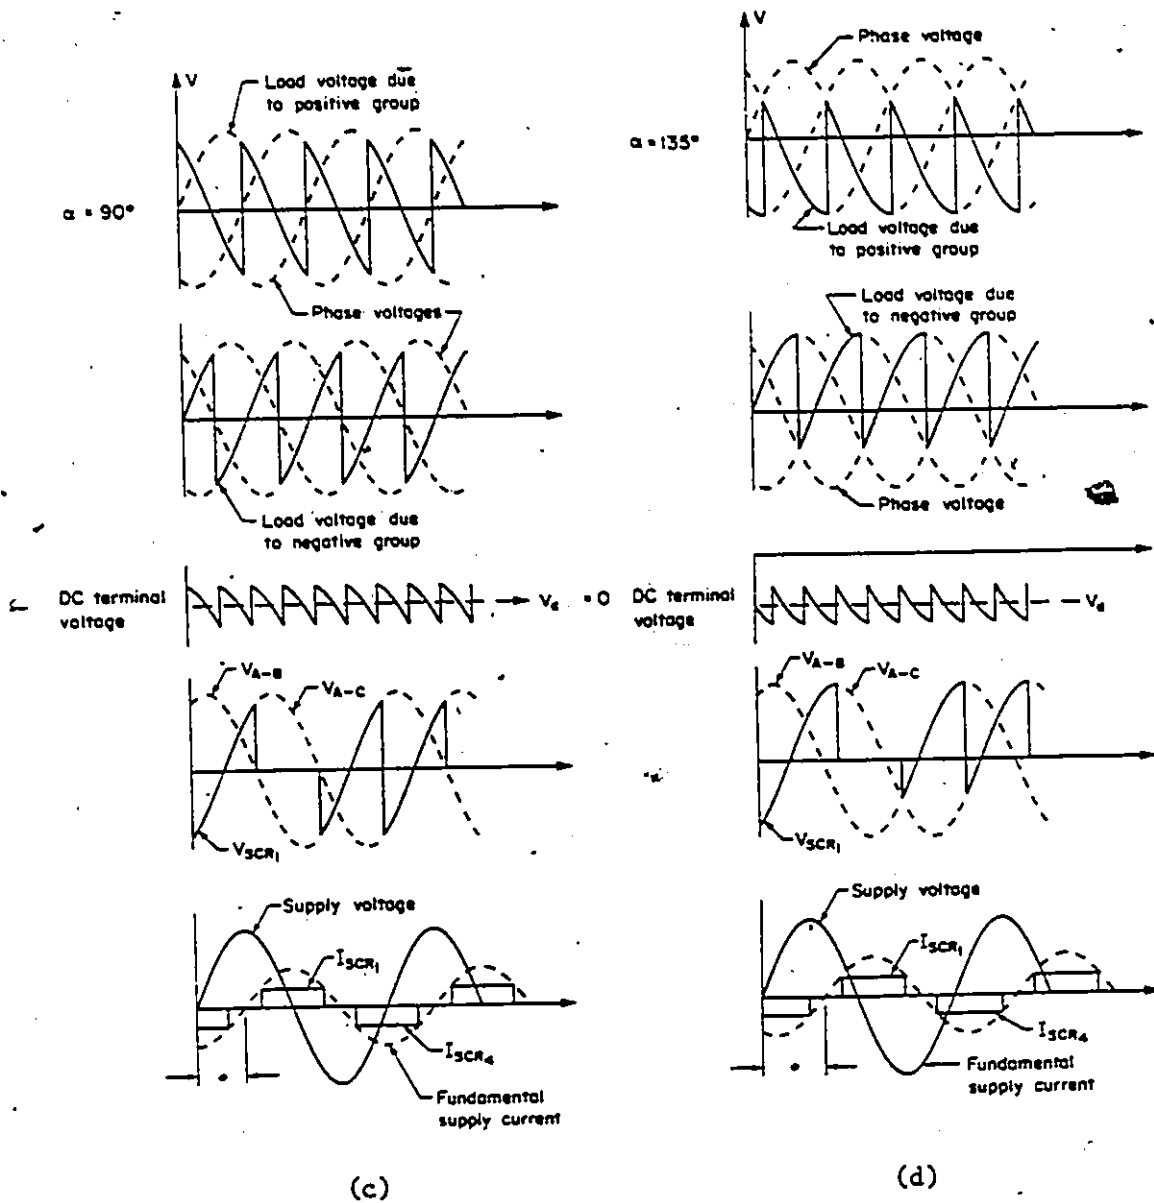 V
Load voltage due
to positive group
α = 90°
Phase voltages
Load voltage due
to negative group
DC terminal
voltage
Vd = 0
VA-B
VA-C
VSCR1
Supply voltage
ISCR1
ISCR4
Fundamental
supply current
(c)
V
Phase voltage
α = 135°
Load voltage due
to positive group
Load voltage due
to negative group
Phase voltage
DC terminal
voltage
Vd
VA-B
VA-C
VSCR1
Supply voltage
ISCR1
ISCR4
Fundamental
supply current
(d)